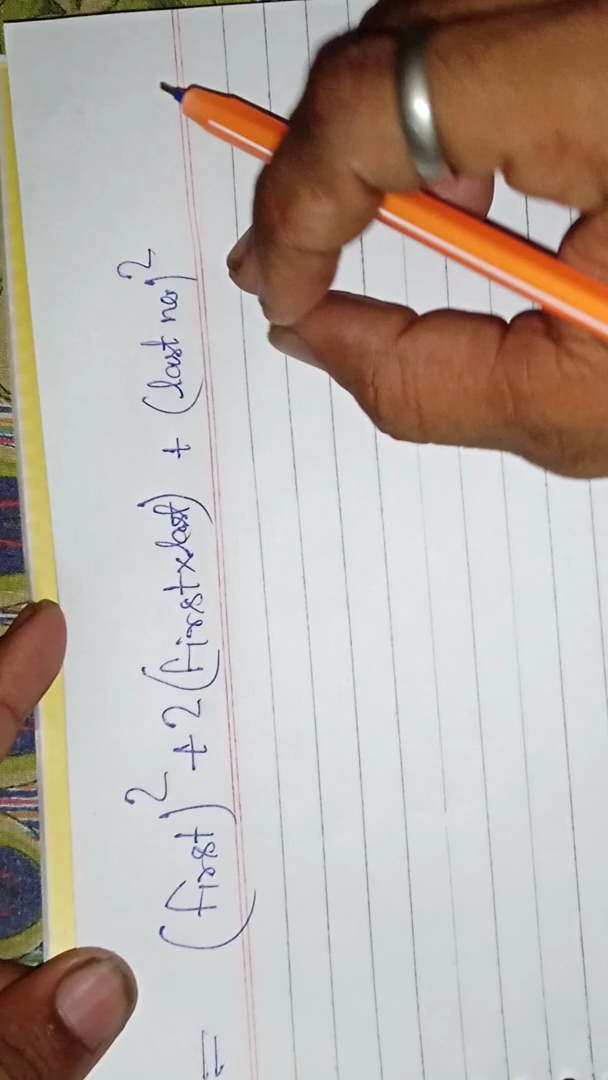 = (first)² + 2(first×last) + (last no)²